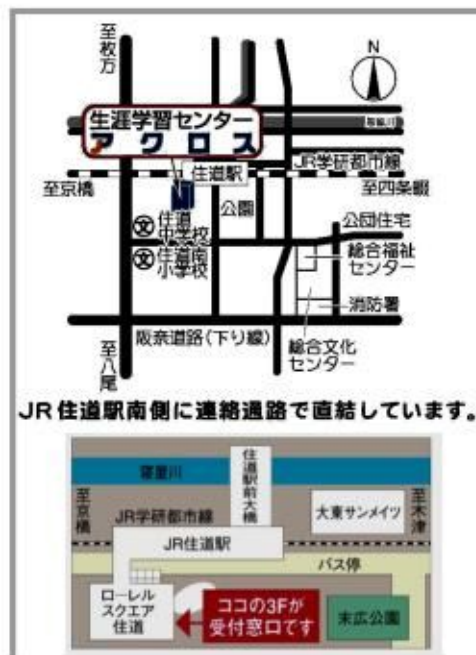 至枚方
N
寝屋川
生涯学習センター
アクロス
JR学研都市線
住道駅
至京橋
至四条畷
公園
公団住宅
文住道
中学校
総合福祉
センター
文住道南
小学校
消防署
阪奈道路(下り線)
総合文化
センター
至八尾
JR住道駅南側に連絡通路で直結しています。
住道駅前大橋
寝屋川
至京橋
JR学研都市線
大東サンメイツ
至木津
JR住道駅
バス停
ローレル
スクエア
住道
ココの3Fが
受付窓口です
末広公園